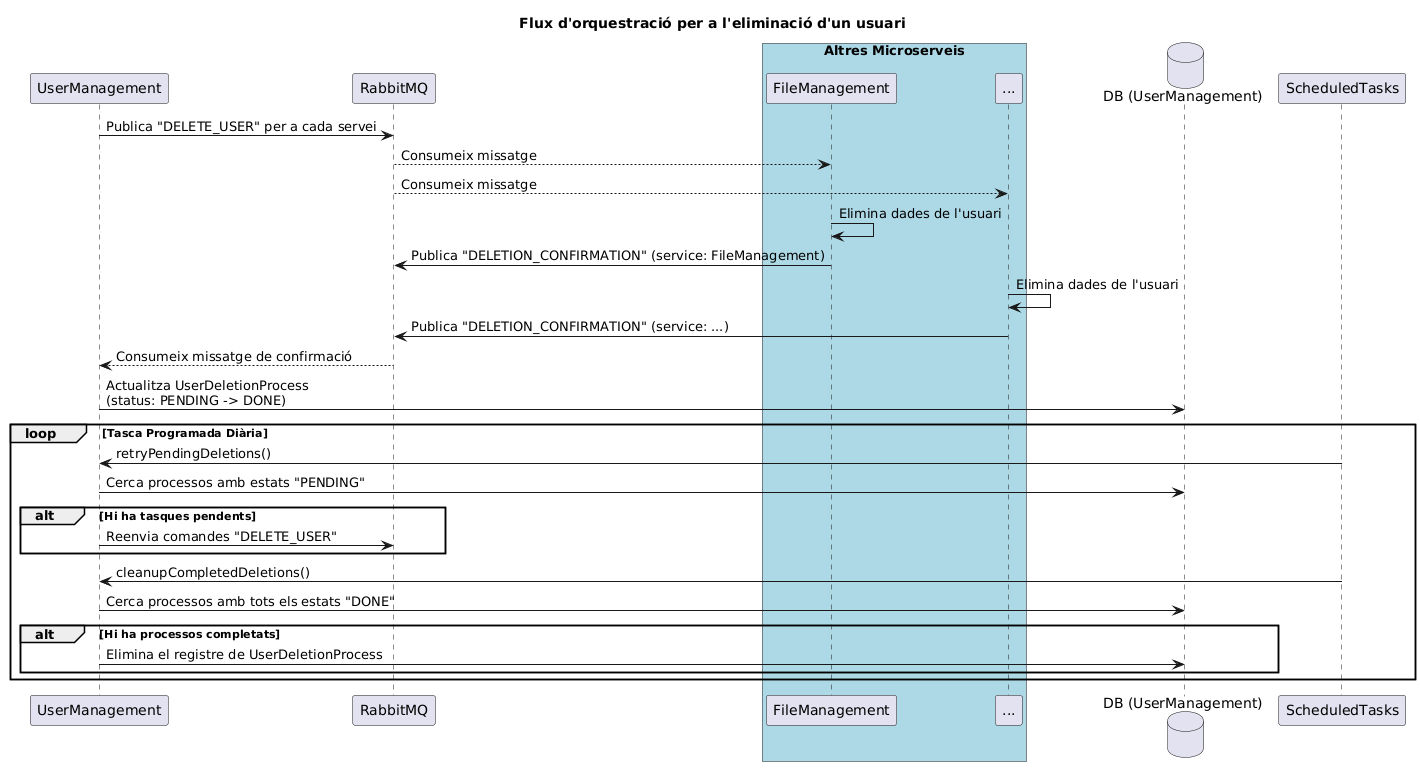 Flux d'orquestració per a l'eliminació d'un usuari
Altres Microserveis
UserManagement
RabbitMQ
FileManagement
...
DB (UserManagement)
ScheduledTasks
Publica "DELETE_USER" per a cada servei
Consumeix missatge
Consumeix missatge
Elimina dades de l'usuari
Publica "DELETION_CONFIRMATION" (service: FileManagement)
Elimina dades de l'usuari
Publica "DELETION_CONFIRMATION" (service: ...)
Consumeix missatge de confirmació
Actualitza UserDeletionProcess
(status: PENDING -> DONE)
loop
[Tasca Programada Diària]
retryPendingDeletions()
Cerca processos amb estats "PENDING"
alt
[Hi ha tasques pendents]
Reenvia comandes "DELETE_USER"
cleanupCompletedDeletions()
Cerca processos amb tots els estats "DONE"
alt
[Hi ha processos completats]
Elimina el registre de UserDeletionProcess
UserManagement
RabbitMQ
FileManagement
...
DB (UserManagement)
ScheduledTasks